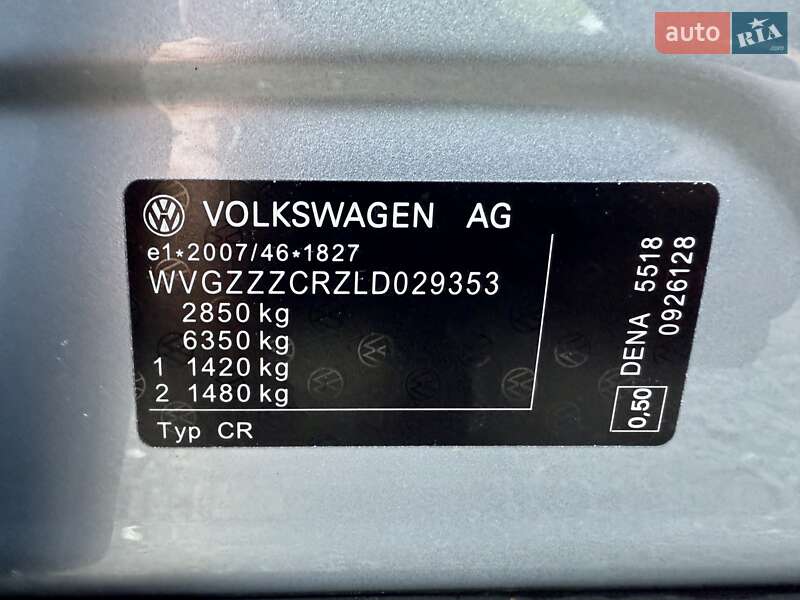 auto RIA .com
VOLKSWAGEN AG
e1*2007/46*1827
WVGZZZCRZLD029353
2850 kg
6350 kg
1 1420 kg
2 1480 kg
Typ CR
0,50 DENA 5518
0926128